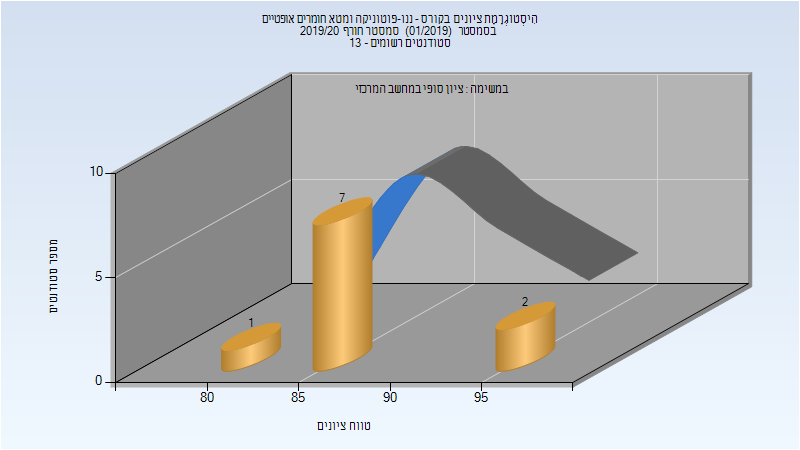 היסטוגרמת ציונים בקורס - ננו-פוטוניקה ומטא חומרים אופטיים
בסמסטר (01/2019) סמסטר חורף 2019/20
סטודנטים רשומים - 13
במשימה : ציון סופי במחשב המרכזי
10
5
0
מספר סטודנטים
1
7
2
80
85
90
95
טווח ציונים